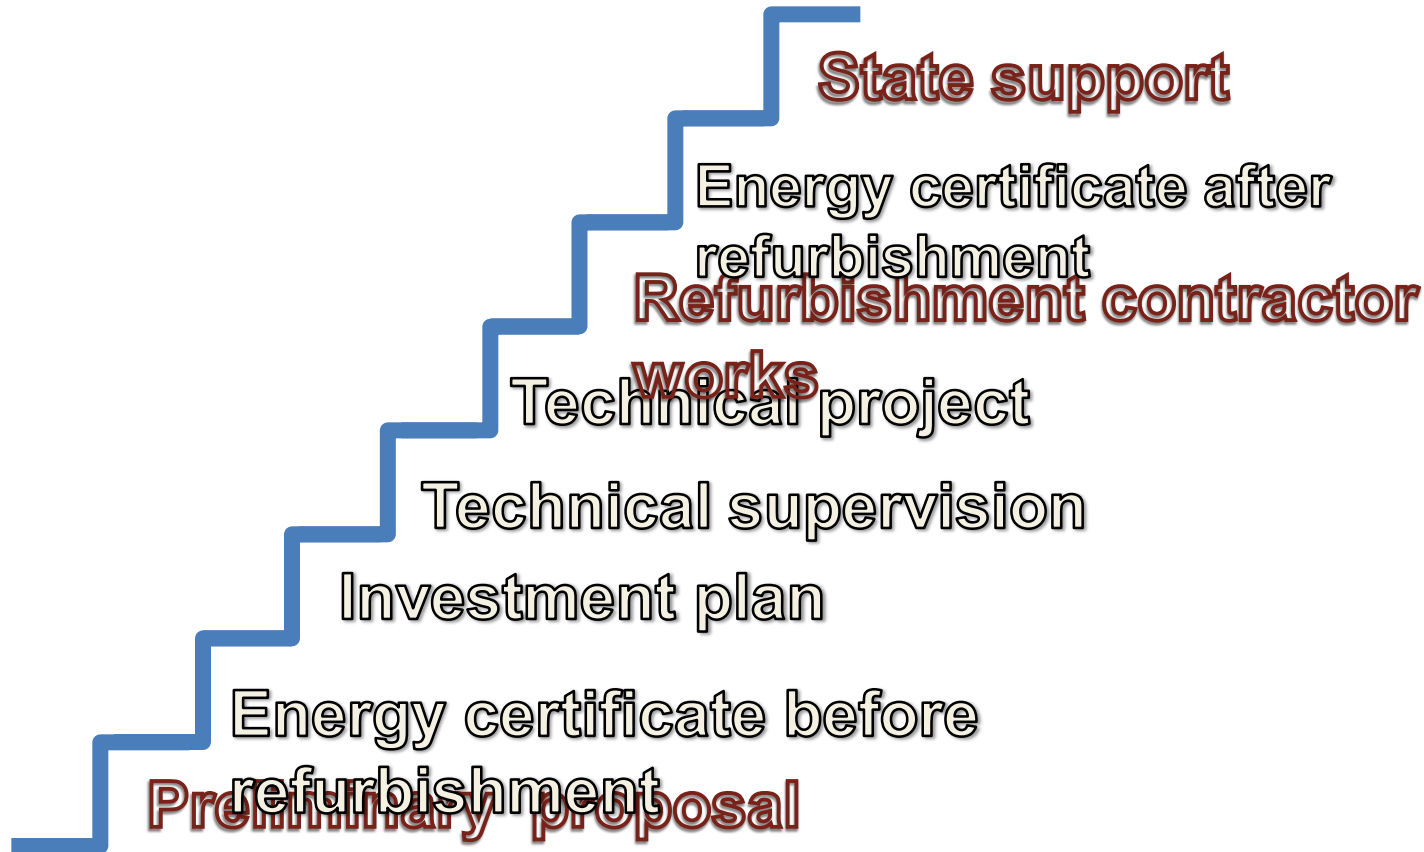 State support
Energy certificate after
refurbishment
Refurbishment contractor
works
Technical project
Technical supervision
Investment plan
Energy certificate before
refurbishment
Preliminary proposal